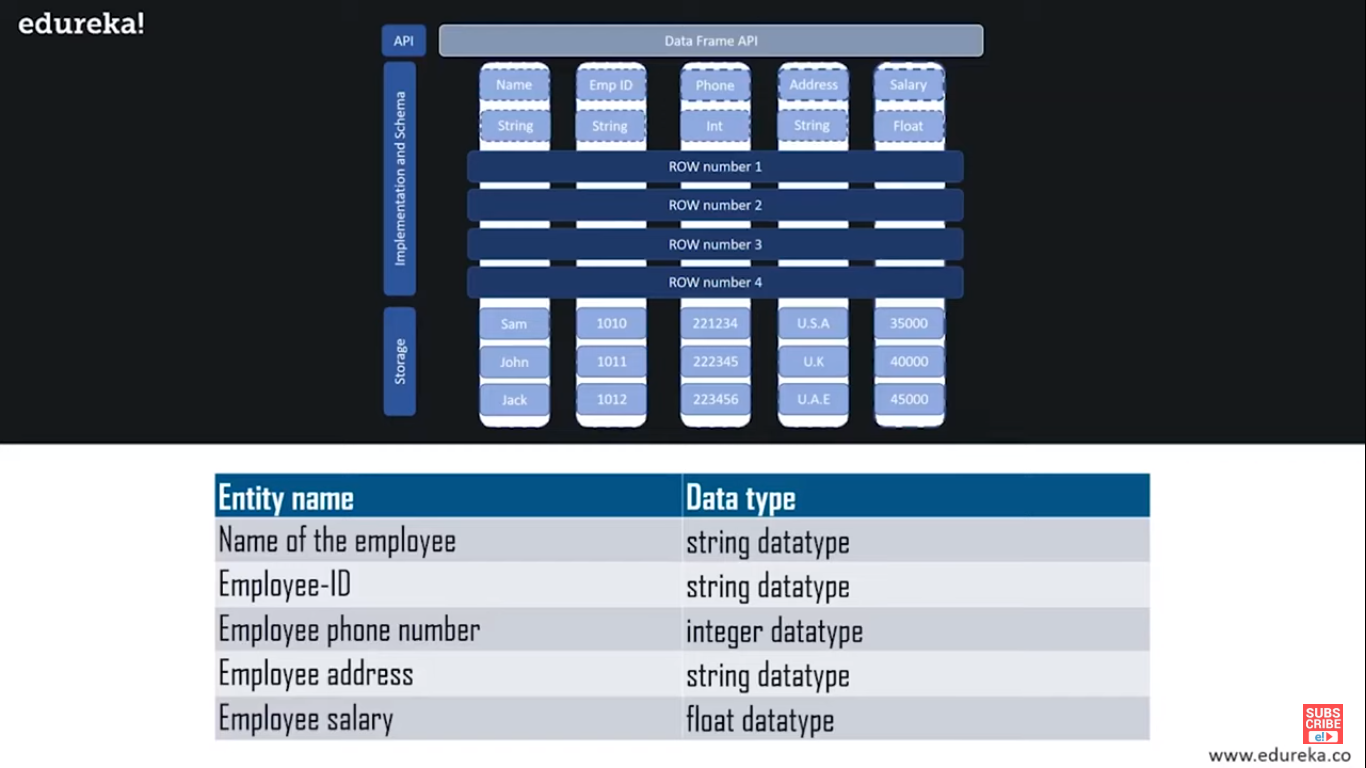 edureka!
API
Data Frame API
Implementation and Schema
Name Emp ID Phone Address Salary
String String Int String Float
ROW number 1
ROW number 2
ROW number 3
ROW number 4
Storage
Sam 1010 221234 U.S.A 35000
John 1011 222345 U.K 40000
Jack 1012 223456 U.A.E 45000
Entity name Data type
Name of the employee string datatype
Employee-ID string datatype
Employee phone number integer datatype
Employee address string datatype
Employee salary float datatype
SUBS
CRIBE
e!
www.edureka.co